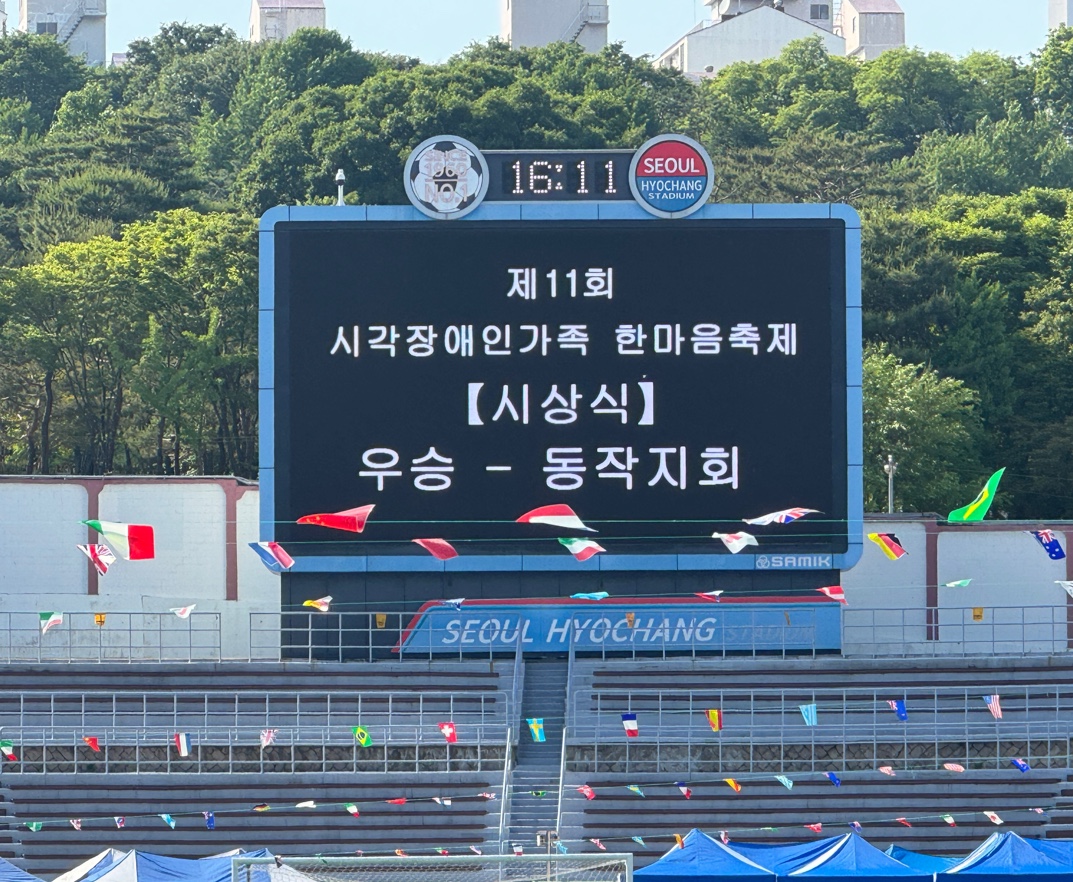 16:11
SEOUL
HYOCHANG
STADIUM
제11회
시각장애인가족 한마음축제
【시상식】
우승 - 동작지회
SAMIK
SEOUL HYOCHANG STADIUM